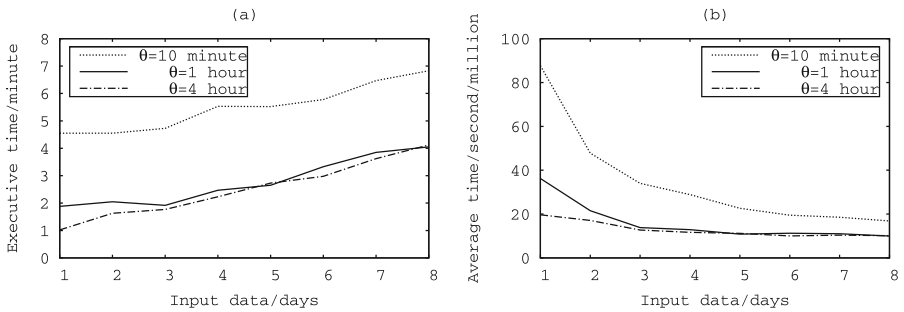 (a)
Executive time/minute
8
7
6
5
4
3
2
1
0
θ=10 minute
θ=1 hour
θ=4 hour
1 2 3 4 5 6 7 8
Input data/days
(b)
Average time/second/million
100
80
60
40
20
0
θ=10 minute
θ=1 hour
θ=4 hour
1 2 3 4 5 6 7 8
Input data/days